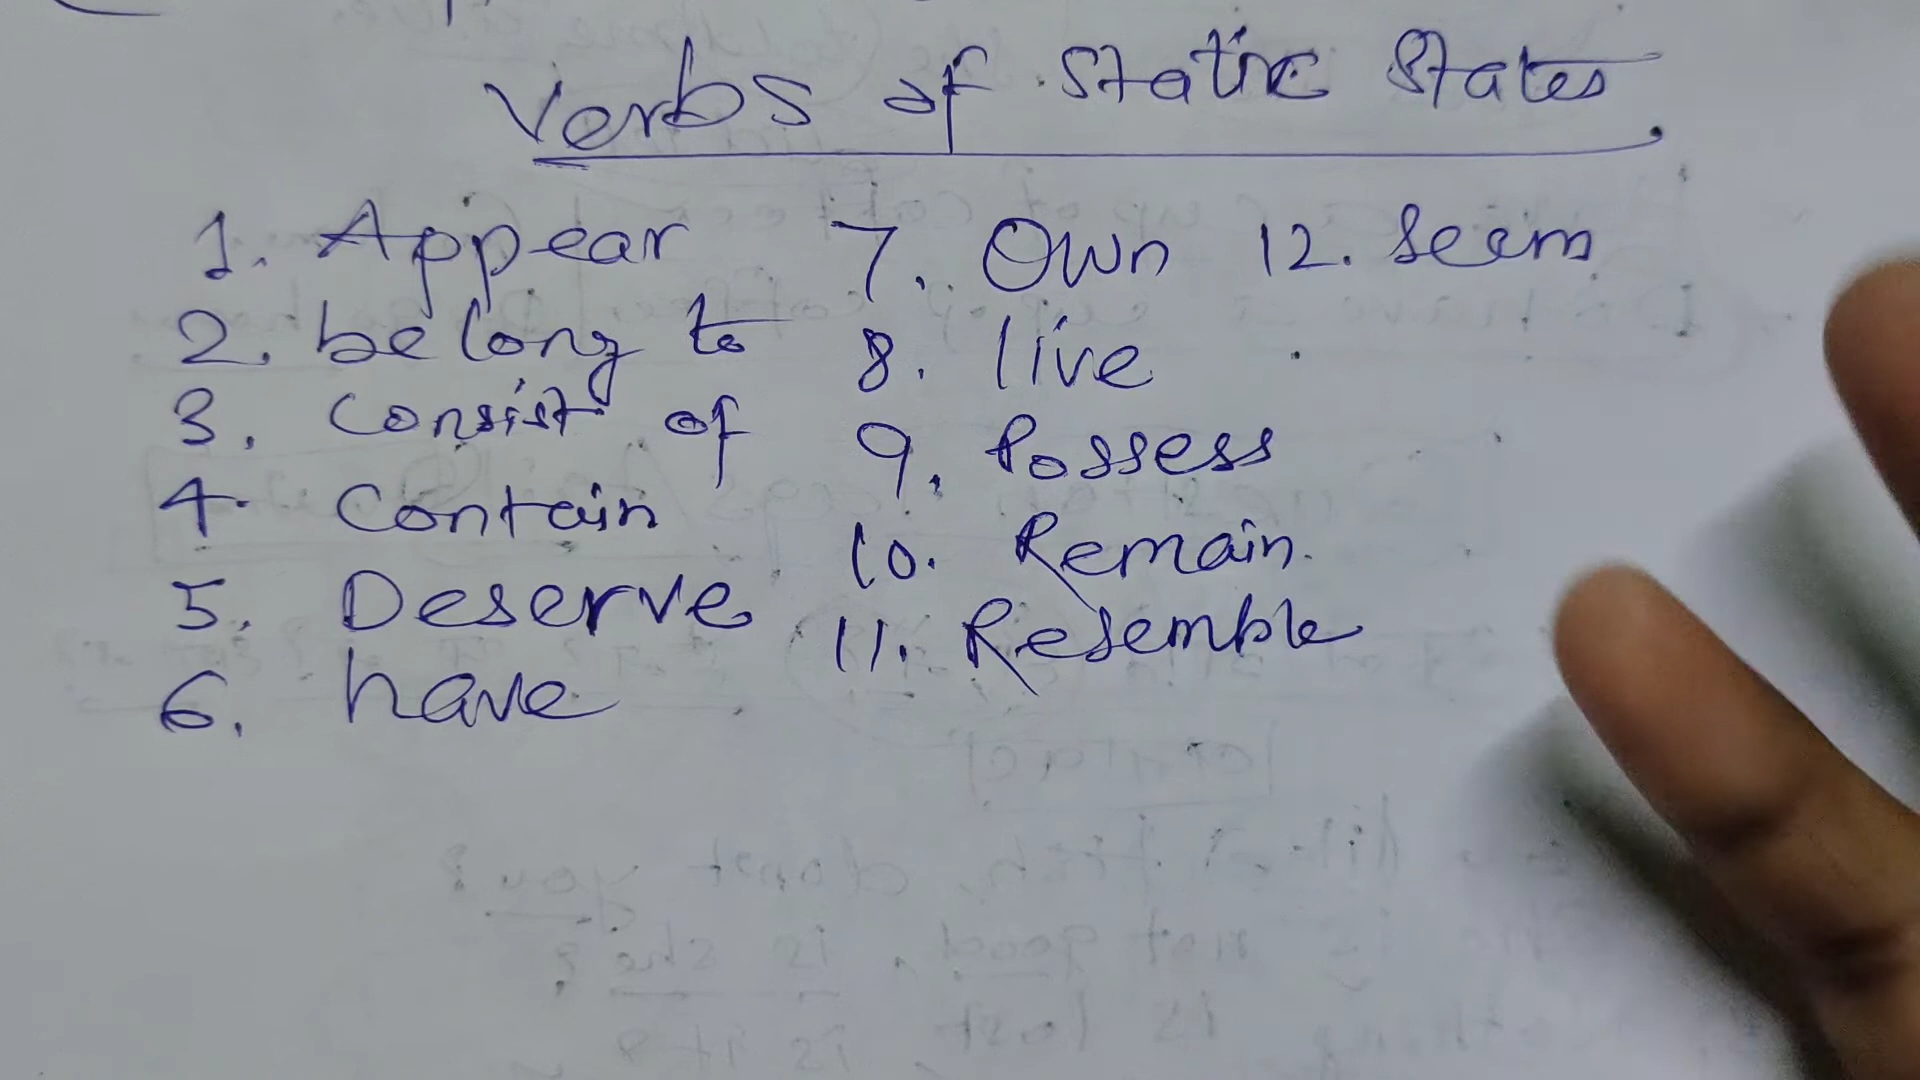 Verbs of Static States.
1. Appear
2. belong to
3. Consist of
4. Contain
5. Deserve
6. have
7. Own
8. live
9. Possess
10. Remain.
11. Resemble
12. Seem